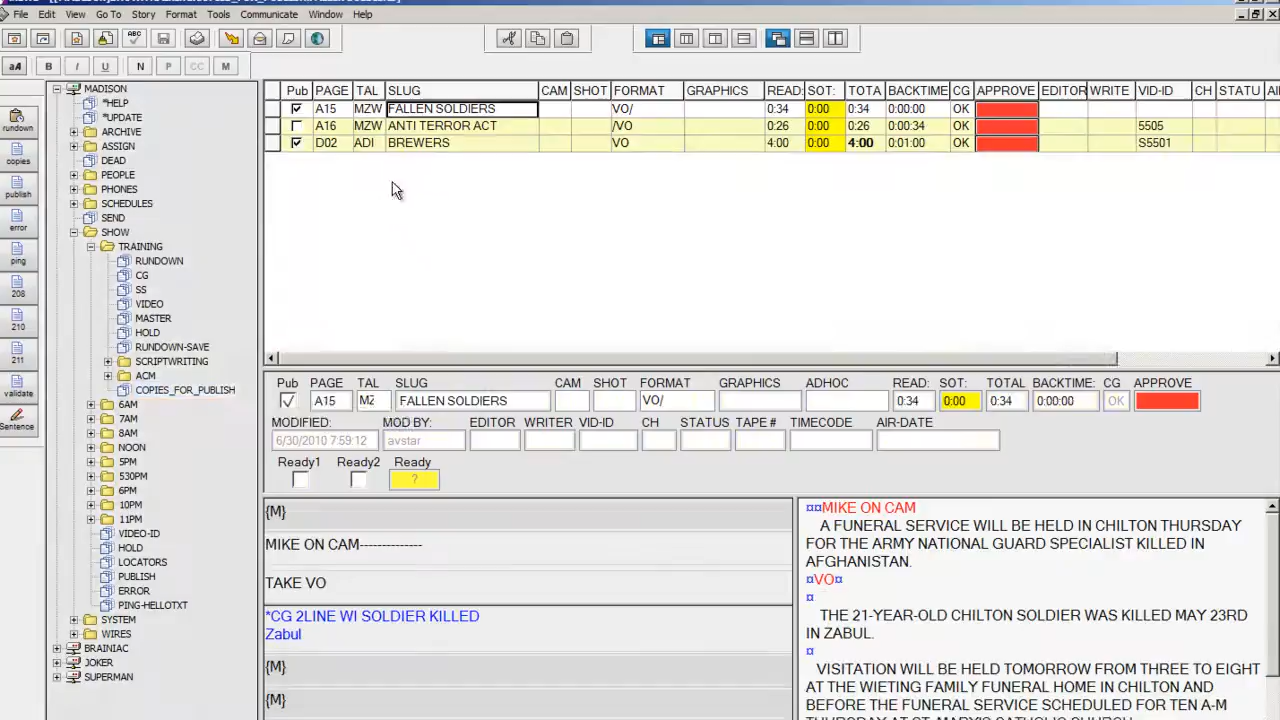 File Edit View Go To Story Format Tools Communicate Window Help
aA B I U N P CC M
rundown
copies
publish
error
ping
208
210
211
validate
Sentence
MADISON
*HELP
*UPDATE
ARCHIVE
ASSIGN
DEAD
PEOPLE
PHONES
SCHEDULES
SEND
SHOW
TRAINING
RUNDOWN
CG
SS
VIDEO
MASTER
HOLD
RUNDOWN-SAVE
SCRIPTWRITING
ACM
COPIES_FOR_PUBLISH
6AM
7AM
8AM
NOON
5PM
530PM
6PM
10PM
11PM
VIDEO-ID
HOLD
LOCATORS
PUBLISH
ERROR
PING-HELLOTXT
SYSTEM
WIRES
BRAINIAC
JOKER
SUPERMAN
Pub PAGE TAL SLUG CAM SHOT FORMAT GRAPHICS READ: SOT: TOTA BACKTIME: CG APPROVE EDITOR WRITE VID-ID CH STATU
A15 MZW FALLEN SOLDIERS VO/ 0:34 0:00 0:34 0:00:00 OK
A16 MZW ANTI TERROR ACT /VO 0:26 0:00 0:26 0:00:34 OK 5505
D02 ADI BREWERS VO 4:00 0:00 4:00 0:01:00 OK S5501
Pub PAGE TAL SLUG CAM SHOT FORMAT GRAPHICS ADHOC READ: SOT: TOTAL BACKTIME: CG APPROVE
A15 MZ FALLEN SOLDIERS VO/ 0:34 0:00 0:34 0:00:00 OK
MODIFIED: MOD BY: EDITOR WRITER VID-ID CH STATUS TAPE # TIMECODE AIR-DATE
6/30/2010 7:59:12 avstar
Ready1 Ready2 Ready
?
{M}
MIKE ON CAM--------------
TAKE VO
*CG 2LINE WI SOLDIER KILLED
Zabul
{M}
{M}
¤¤MIKE ON CAM
A FUNERAL SERVICE WILL BE HELD IN CHILTON THURSDAY
FOR THE ARMY NATIONAL GUARD SPECIALIST KILLED IN
AFGHANISTAN.
¤VO¤
¤
THE 21-YEAR-OLD CHILTON SOLDIER WAS KILLED MAY 23RD
IN ZABUL.
¤
VISITATION WILL BE HELD TOMORROW FROM THREE TO EIGHT
AT THE WIETING FAMILY FUNERAL HOME IN CHILTON AND
BEFORE THE FUNERAL SERVICE SCHEDULED FOR TEN A-M
THURSDAY AT ST. MARY'S CATHOLIC CHURCH